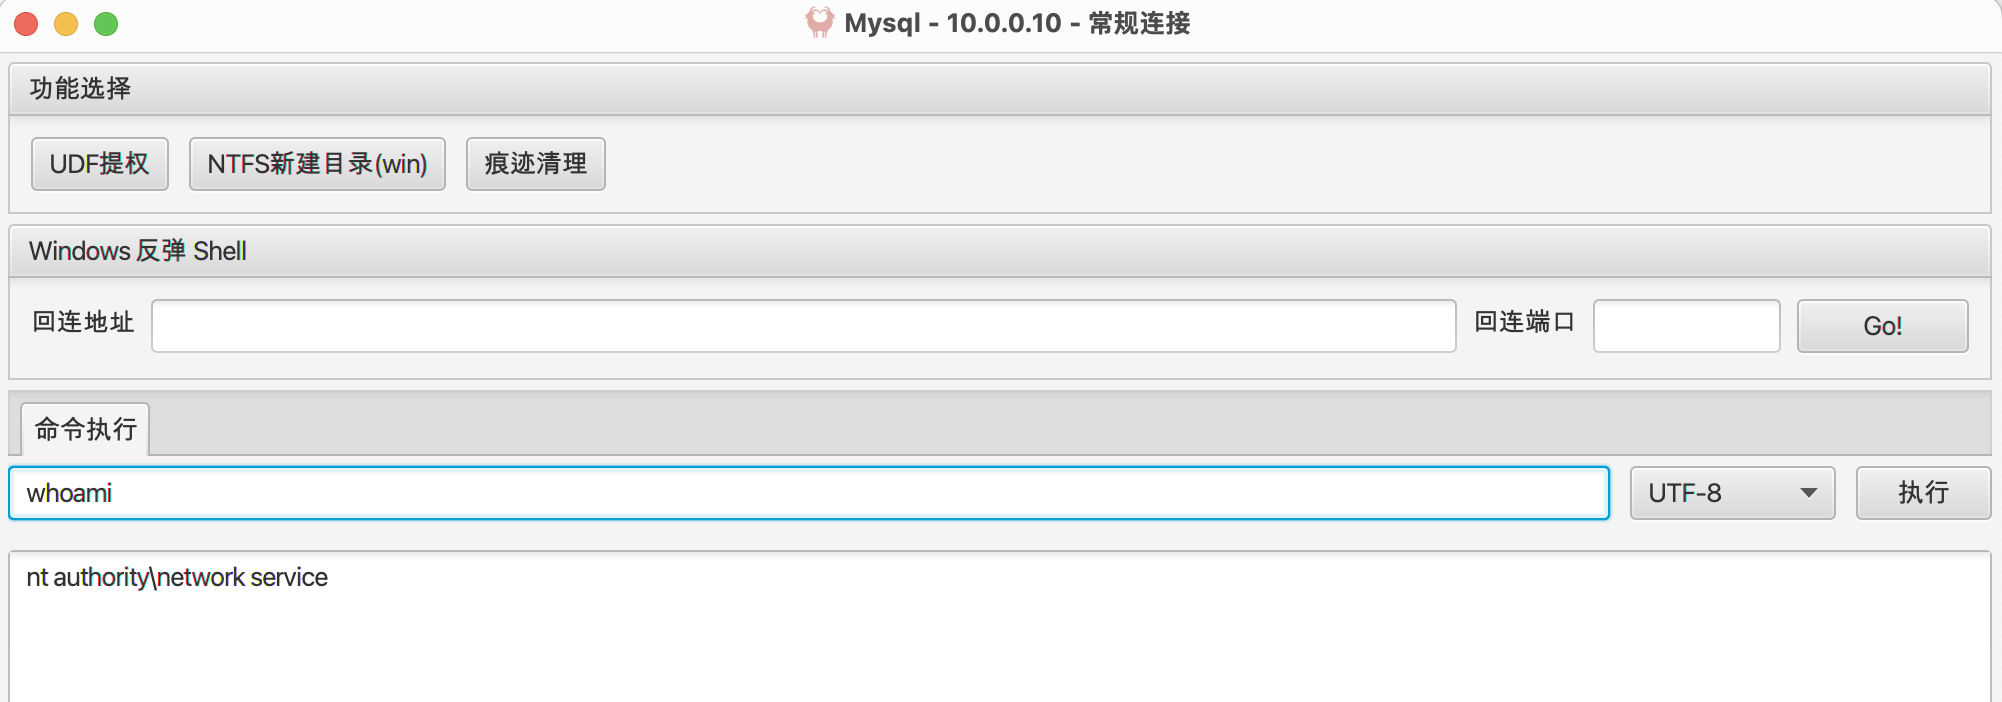 Mysql - 10.0.0.10 - 常规连接
功能选择
UDF提权 NTFS新建目录(win) 痕迹清理
Windows 反弹 Shell
回连地址 回连端口 Go!
命令执行
whoami UTF-8 执行
nt authority\network service